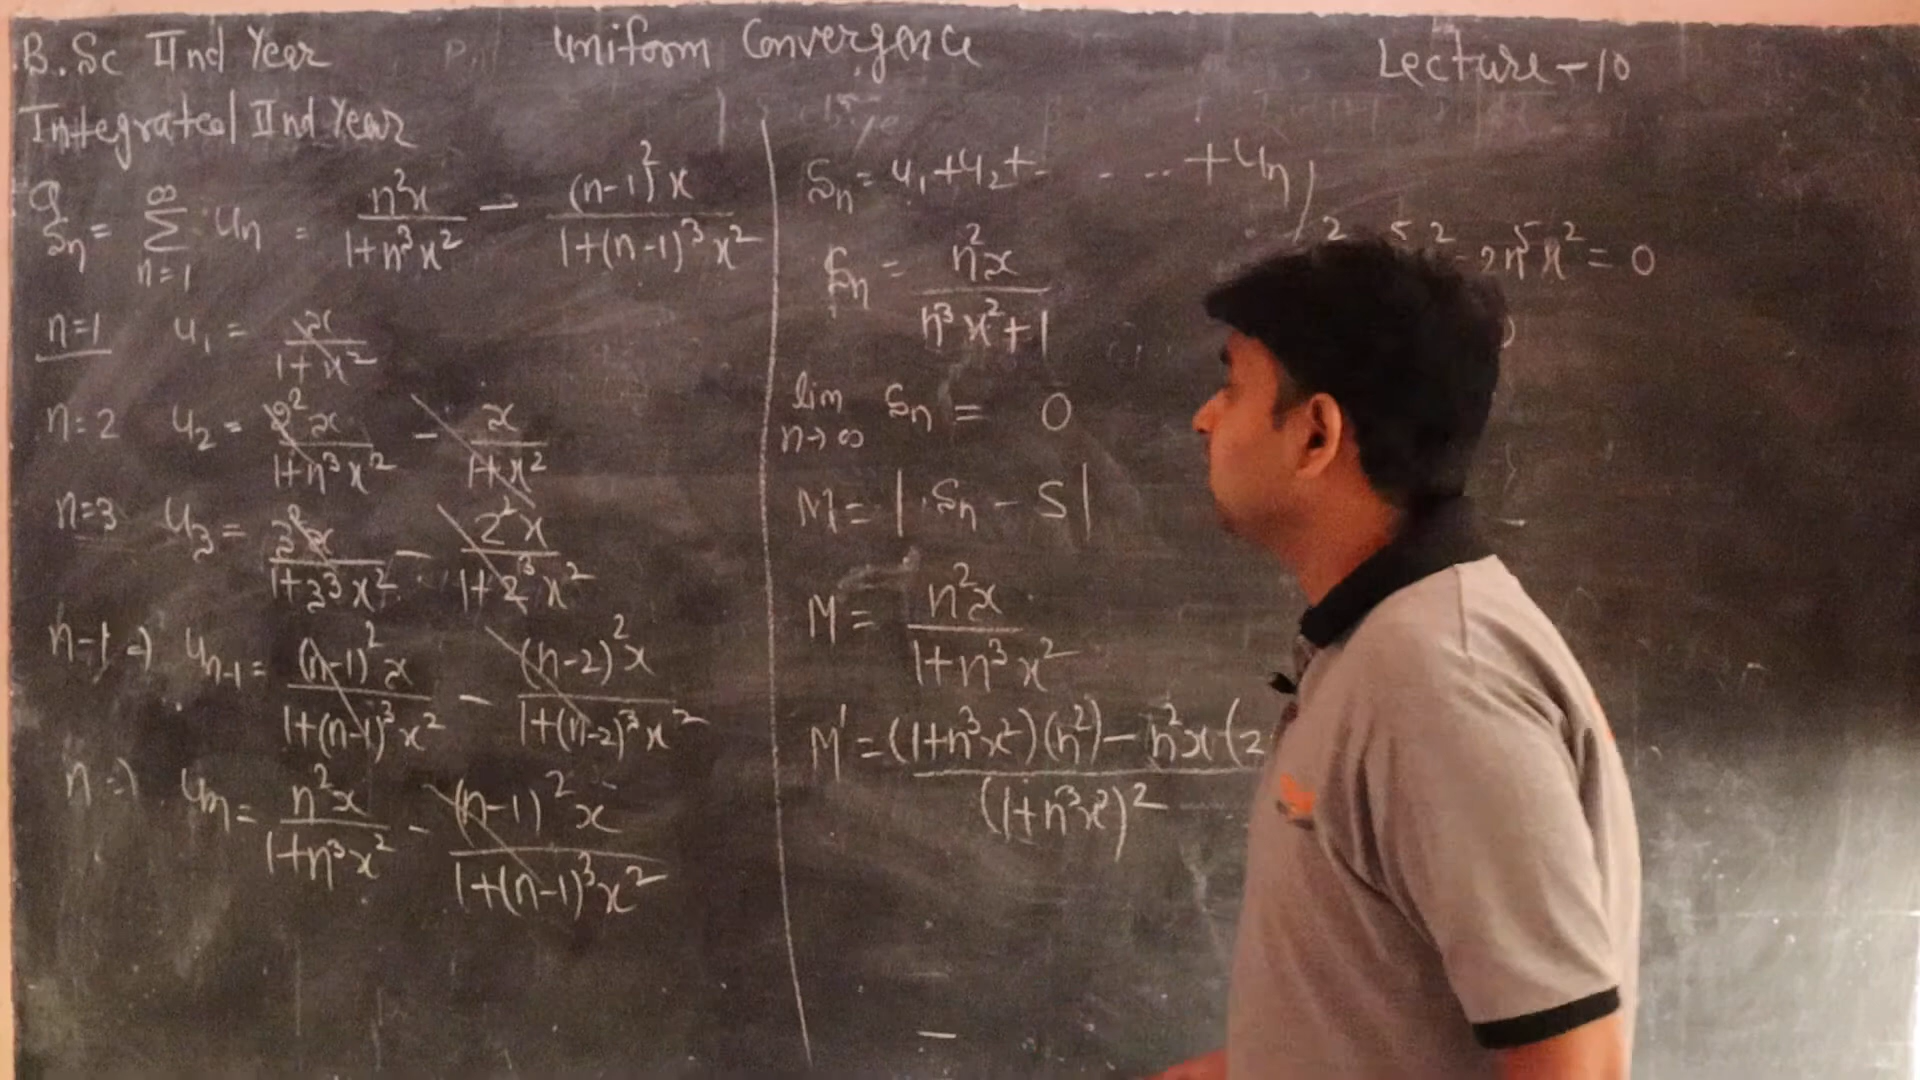 B.Sc IInd Year
Uniform Convergence
Lecture-10
Integrated IInd Year
Q Sₙ = ∑_{n=1}^{∞} uₙ = n²x / (1+n³x²) - (n-1)²x / (1+(n-1)³x²)
n=1 u₁ = x / (1+x²)
n=2 u₂ = 2²x / (1+n³x²) - x / (1+x²)
n=3 u₃ = 3²x / (1+33x²) - 2²x / (1+2³x²)
n-1 ⇒ uₙ₋₁ = (n-1)²x / (1+(n-1)³x²) - (n-2)²x / (1+(n-2)³x²)
n ⇒ uₙ = n²x / (1+n³x²) - (n-1)²x / (1+(n-1)³x²)
Sₙ = u₁+u₂+ - - -- +uₙ
Sₙ = n²x / (n³x²+1)
lim n→∞ Sₙ = 0
M = |Sₙ - S|
M = n²x / (1+n³x²)
M' = (1+n³x²)(n²) - n²x(2 / (1+n³x²)²
- 2n⁵x² = 0